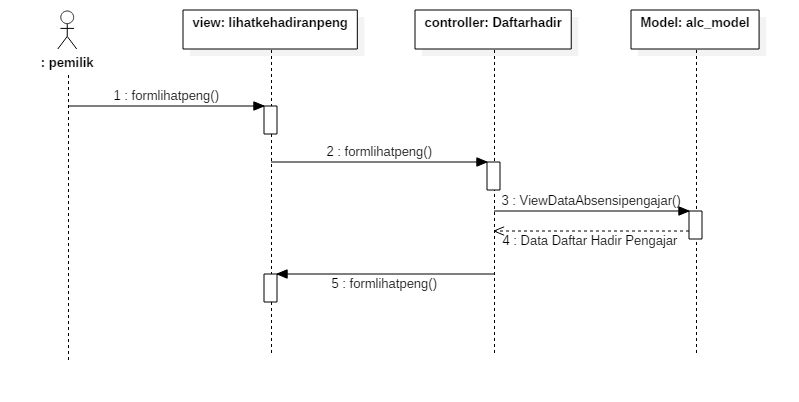 view: lihatkehadiranpeng
controller: Daftarhadir
Model: alc_model
: pemilik
1 : formlihatpeng()
2 : formlihatpeng()
3 : ViewDataAbsensipengajar()
4 : Data Daftar Hadir Pengajar
5 : formlihatpeng()